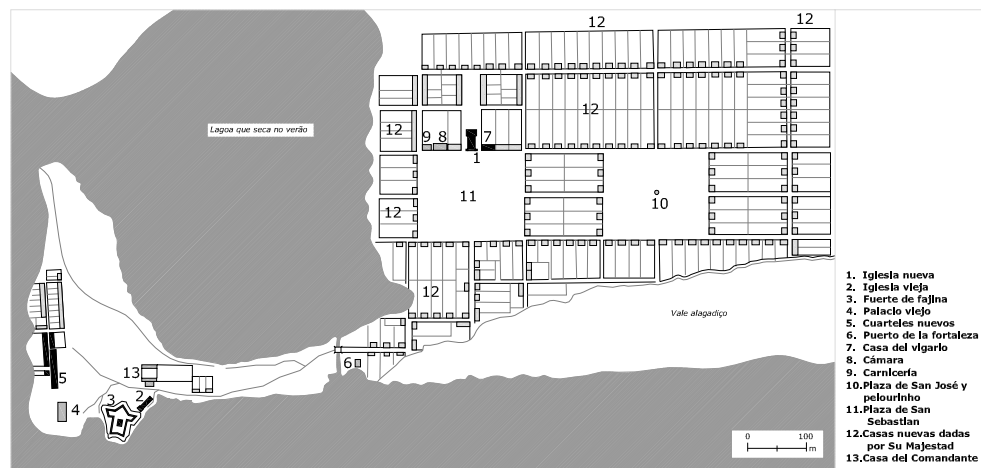 12
12
Lagoa que seca no verão
12
12
9
8
7
1
11
10
12
12
Vale alagadiço
6
13
5
4
3
2
0
100
m
1. Iglesia nueva
2. Iglesia vieja
3. Fuerte de fajina
4. Palacio viejo
5. Cuarteles nuevos
6. Puerto de la fortaleza
7. Casa del vigario
8. Cámara
9. Carnicería
10.Plaza de San José y
pelourinho
11.Plaza de San
Sebastian
12.Casas nuevas dadas
por Su Majestad
13.Casa del Comandante